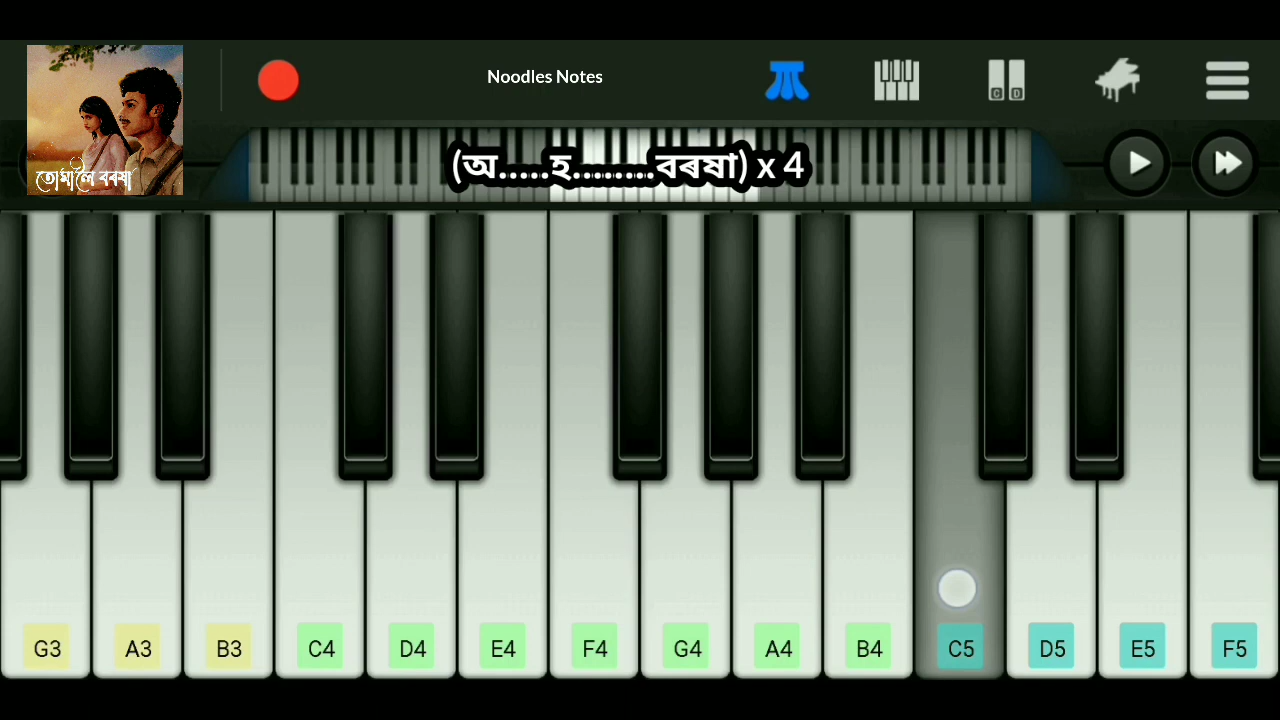 Noodles Notes
C D
তোমালৈ বৰষা
(অ.....হ........বৰষা) x 4
G3 A3 B3 C4 D4 E4 F4 G4 A4 B4 C5 D5 E5 F5